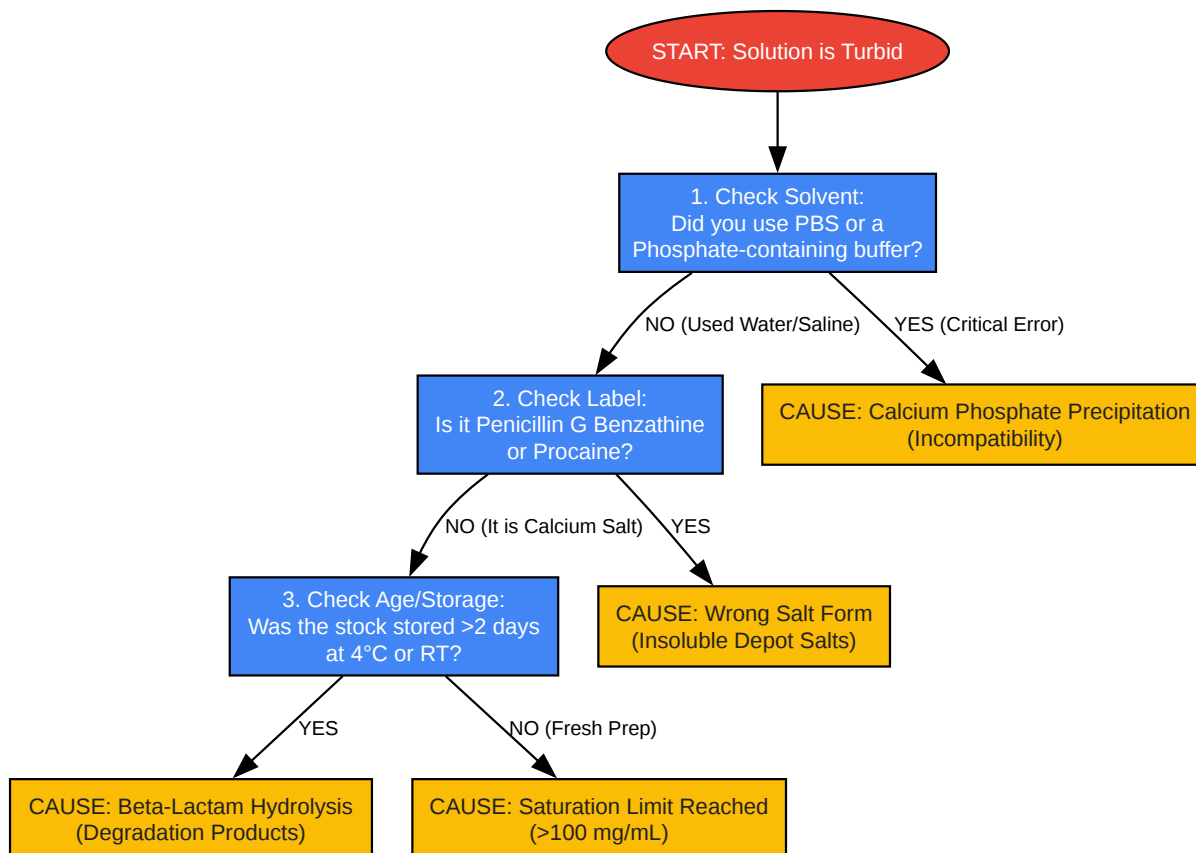 START: Solution is Turbid
1. Check Solvent:
Did you use PBS or a
Phosphate-containing buffer?
NO (Used Water/Saline)
YES (Critical Error)
2. Check Label:
Is it Penicillin G Benzathine
or Procaine?
CAUSE: Calcium Phosphate Precipitation
(Incompatibility)
NO (It is Calcium Salt)
YES
3. Check Age/Storage:
Was the stock stored >2 days
at 4°C or RT?
CAUSE: Wrong Salt Form
(Insoluble Depot Salts)
YES
NO (Fresh Prep)
CAUSE: Beta-Lactam Hydrolysis
(Degradation Products)
CAUSE: Saturation Limit Reached
(>100 mg/mL)